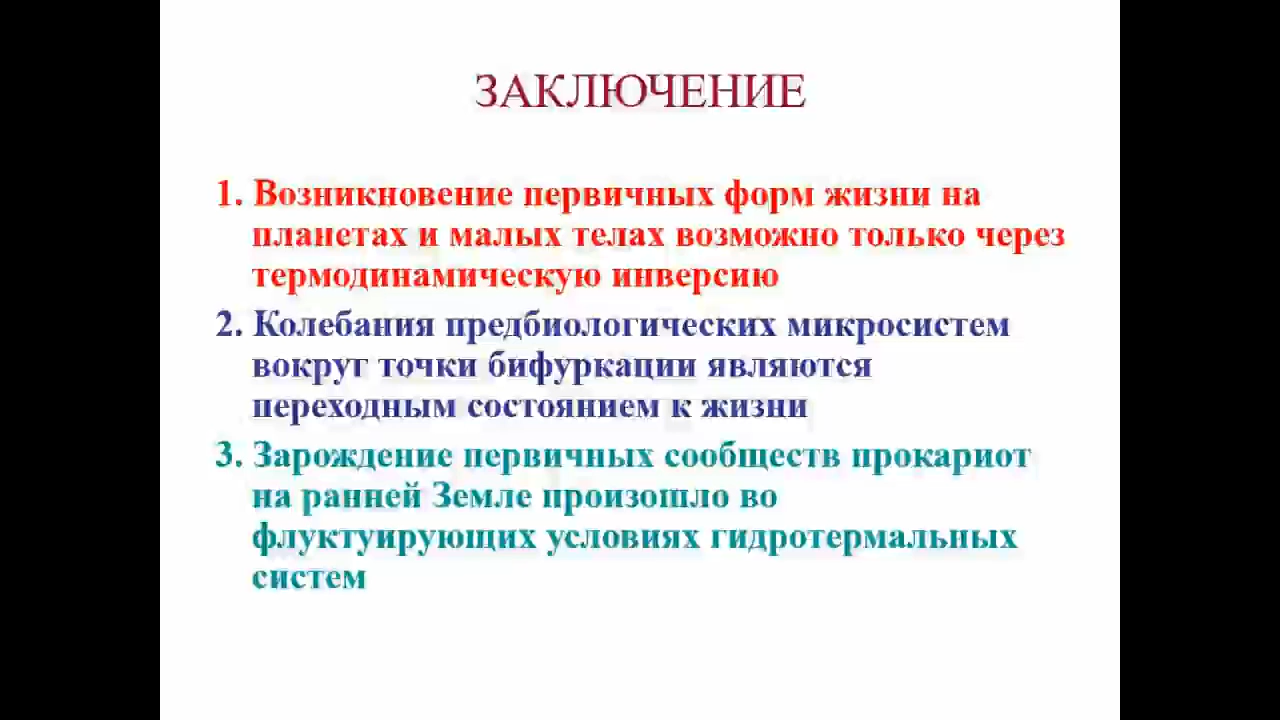 ЗАКЛЮЧЕНИЕ
1. Возникновение первичных форм жизни на
планетах и малых телах возможно только через
термодинамическую инверсию
2. Колебания предбиологических микросистем
вокруг точки бифуркации являются
переходным состоянием к жизни
3. Зарождение первичных сообществ прокариот
на ранней Земле произошло во
флуктуирующих условиях гидротермальных
систем